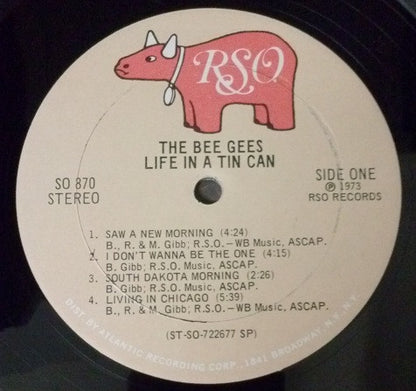 RSO
THE BEE GEES
LIFE IN A TIN CAN
SO 870
STEREO
SIDE ONE
Ⓟ 1973
RSO RECORDS
1. SAW A NEW MORNING (4:24)
B., R. & M. Gibb; R.S.O. – WB Music, ASCAP.
2. I DON'T WANNA BE THE ONE (4:15)
B. Gibb; R.S.O. Music, ASCAP.
3. SOUTH DAKOTA MORNING (2:26)
B. Gibb; R.S.O. Music, ASCAP.
4. LIVING IN CHICAGO (5:39)
B., R. & M. Gibb; R.S.O. – WB Music, ASCAP.
(ST-SO-722677 SP)
DIST. BY ATLANTIC RECORDING CORP., 1841 BROADWAY, N.Y., N.Y.